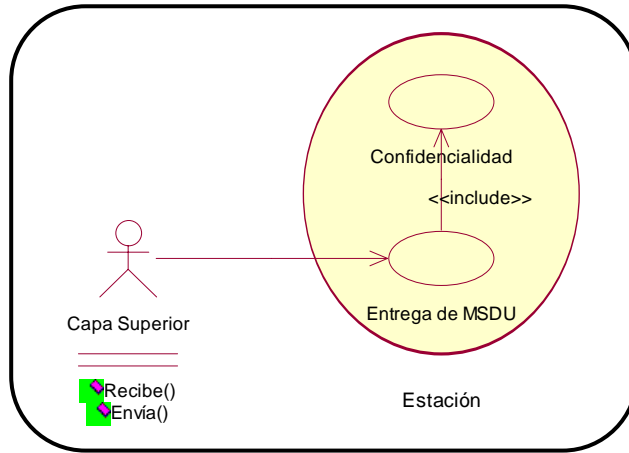 Confidencialidad
<<include>>
Entrega de MSDU
Capa Superior
Recibe()
Envía()
Estación